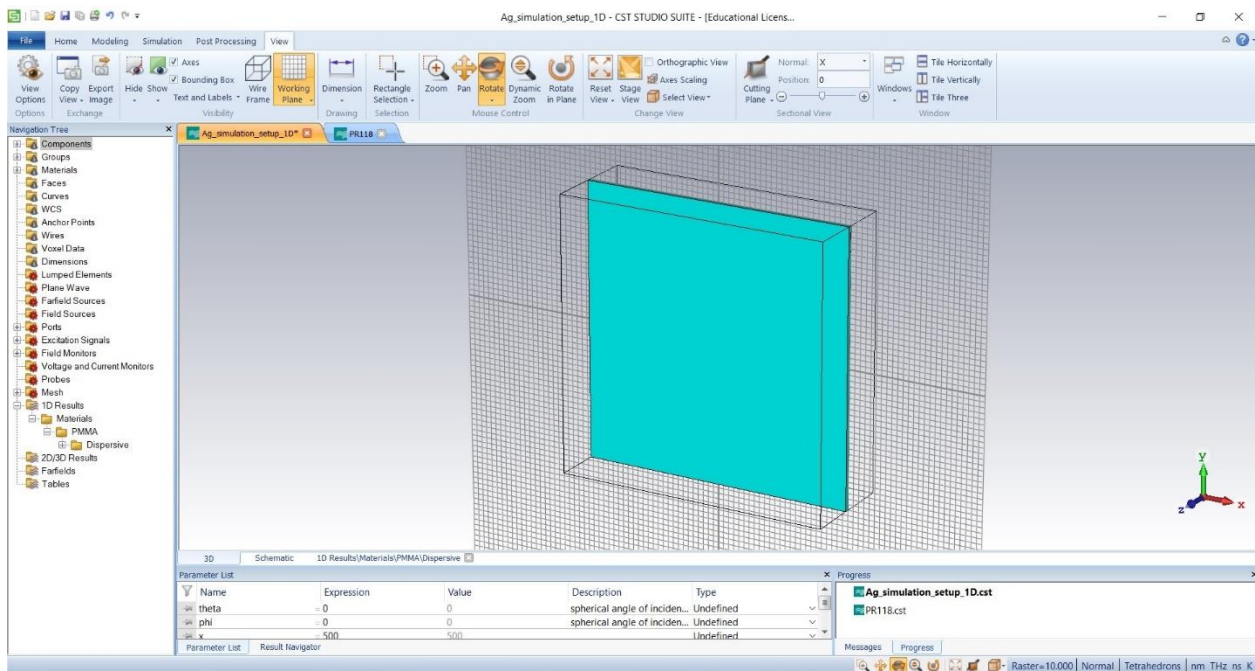 Ag_simulation_setup_1D - CST STUDIO SUITE - [Educational Licens...
File Home Modeling Simulation Post Processing View
View Options
Options
Copy View Export Image
Exchange
Hide Show
Axes
Bounding Box
Text and Labels
Wire Frame
Working Plane
Visibility
Dimension
Drawing
Rectangle Selection
Selection
Zoom Pan Rotate Dynamic Zoom Rotate in Plane
Mouse Control
Reset View Stage View
Orthographic View
Axes Scaling
Select View
Change View
Cutting Plane
Normal: X
Position: 0
Sectional View
Windows
Tile Horizontally
Tile Vertically
Tile Three
Window
Navigation Tree
Components
Groups
Materials
Faces
Curves
WCS
Anchor Points
Wires
Voxel Data
Dimensions
Lumped Elements
Plane Wave
Farfield Sources
Field Sources
Ports
Excitation Signals
Field Monitors
Voltage and Current Monitors
Probes
Mesh
1D Results
Materials
PMMA
Dispersive
2D/3D Results
Farfields
Tables
Ag_simulation_setup_1D* PR118
y
x
z
3D Schematic 1D Results\Materials\PMMA\Dispersive
Parameter List
Name Expression Value Description Type
theta = 0 0 spherical angle of inciden... Undefined
phi = 0 0 spherical angle of inciden... Undefined
x = 500 500 Undefined
Parameter List Result Navigator
Progress
Ag_simulation_setup_1D.cst
PR118.cst
Messages Progress
Raster=10.000 Normal Tetrahedrons nm THz ns K